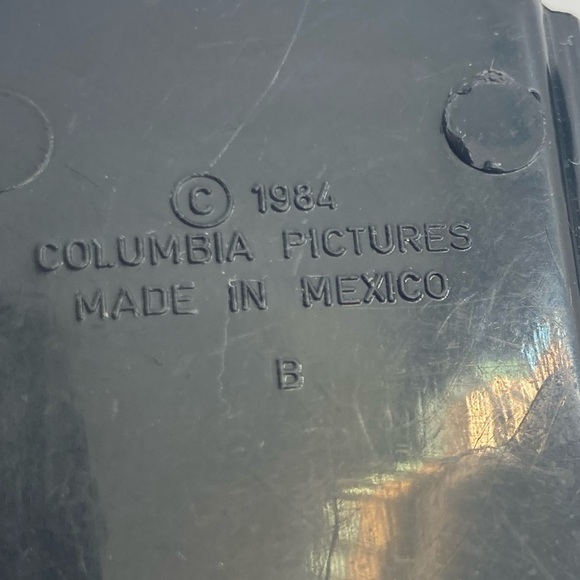 © 1984
COLUMBIA PICTURES
MADE IN MEXICO
B